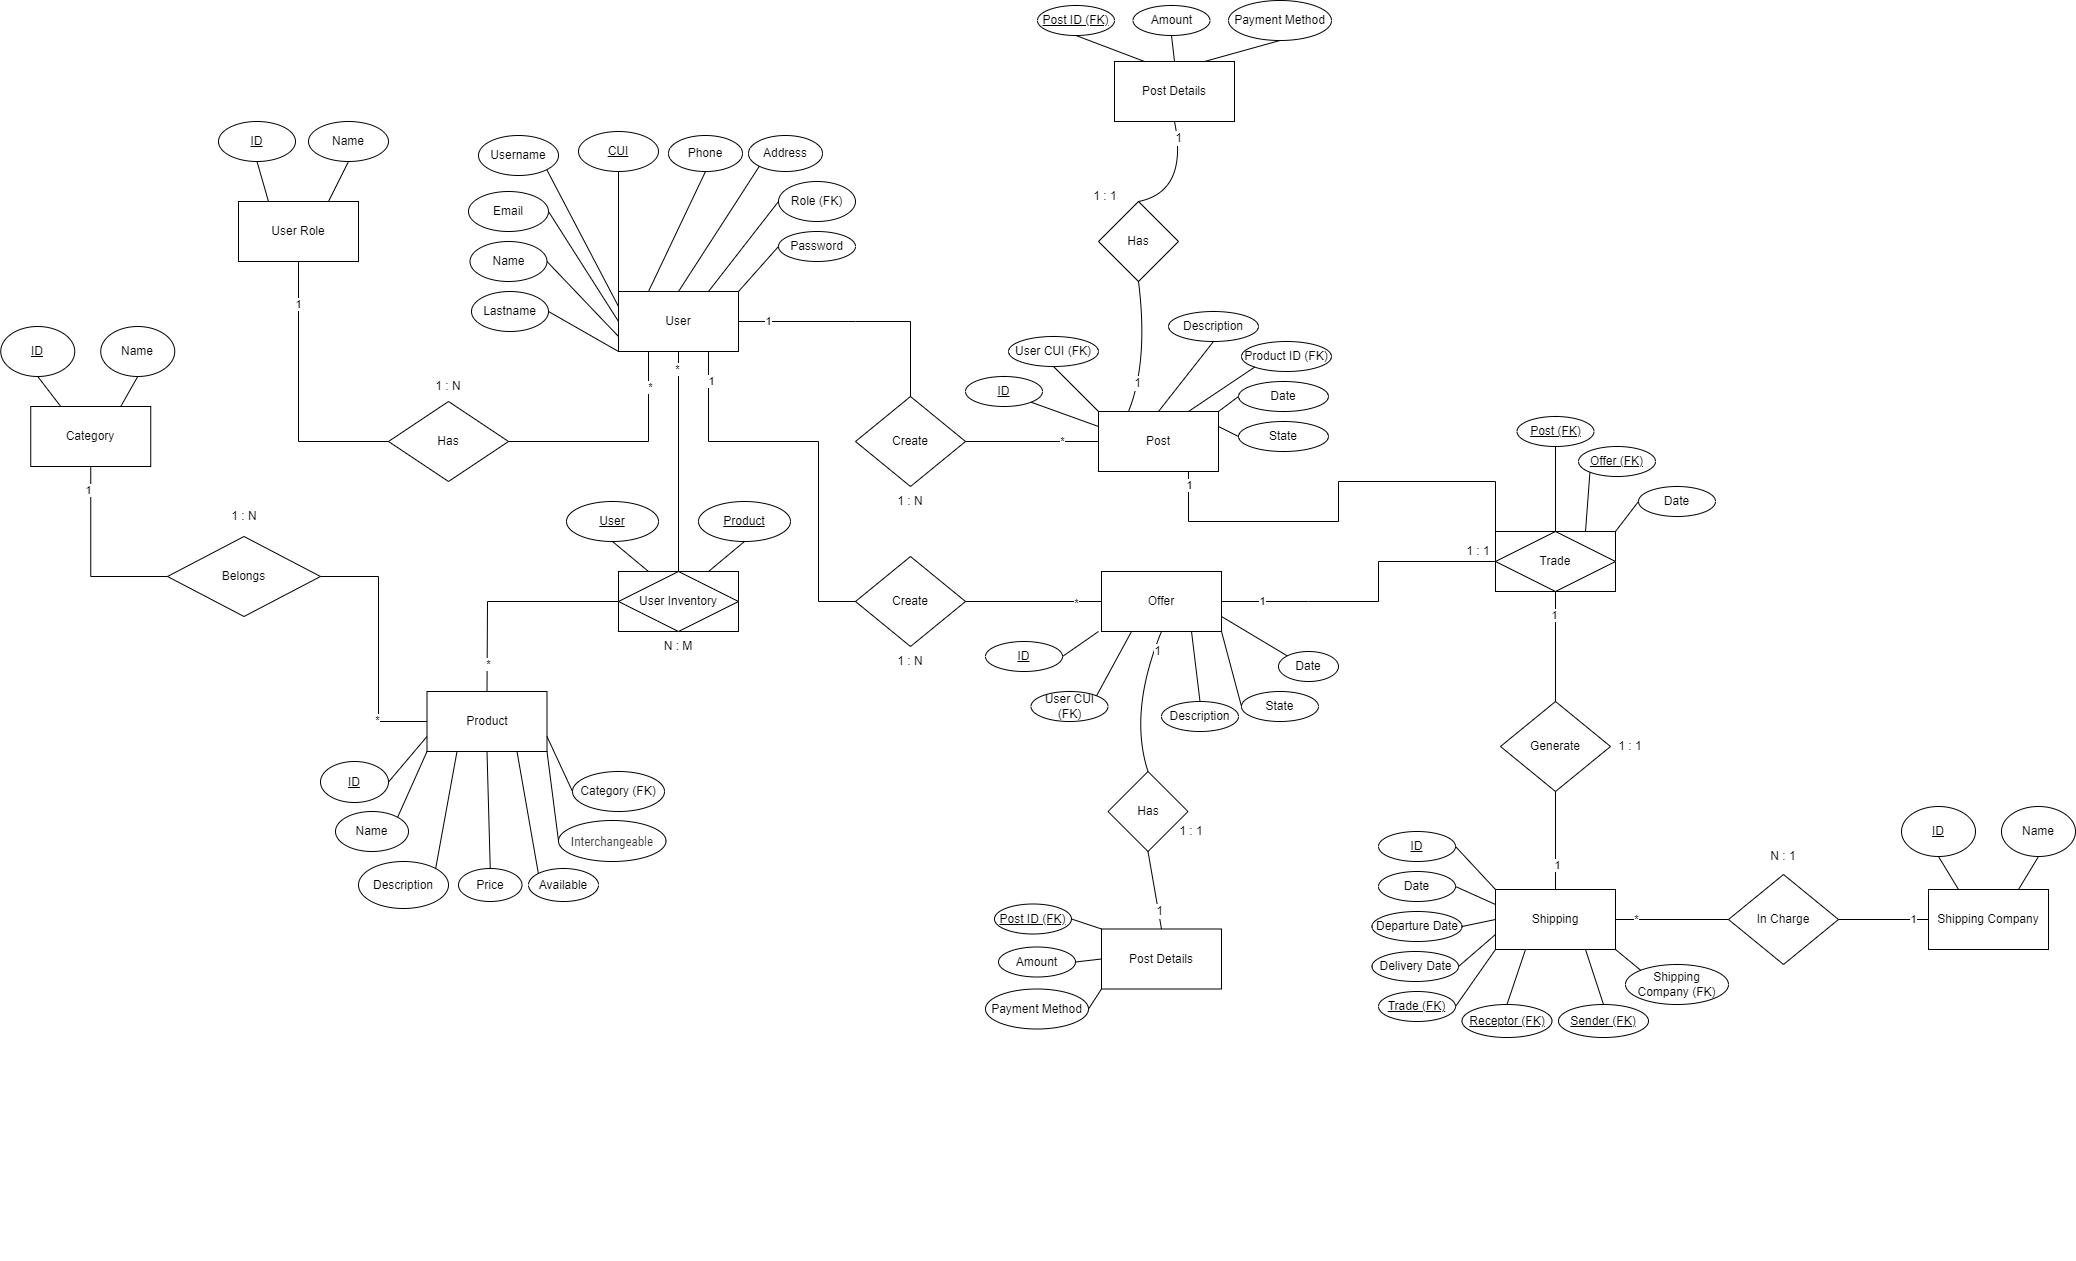 Post ID (FK)
Amount
Payment Method
Post Details
1
1 : 1
Has
1
ID
Name
User Role
1
Username
CUI
Phone
Address
Email
Role (FK)
Name
Password
Lastname
User
1
*
*
1
1 : N
Has
ID
Name
Category
1
1 : N
Belongs
*
Create
1 : N
*
User CUI (FK)
Description
Product ID (FK)
ID
Date
State
Post
1
User
Product
User Inventory
N : M
*
Product
ID
Name
Description
Price
Available
Interchangeable
Category (FK)
Create
1 : N
*
Offer
1
ID
User CUI
(FK)
1
Description
State
Date
Has
1 : 1
1
Post ID (FK)
Amount
Payment Method
Post Details
Post (FK)
Offer (FK)
Date
1 : 1
Trade
1
Generate
1 : 1
1
ID
Date
Departure Date
Delivery Date
Trade (FK)
Receptor (FK)
Sender (FK)
Shipping
Company (FK)
Shipping
*
N : 1
In Charge
1
ID
Name
Shipping Company